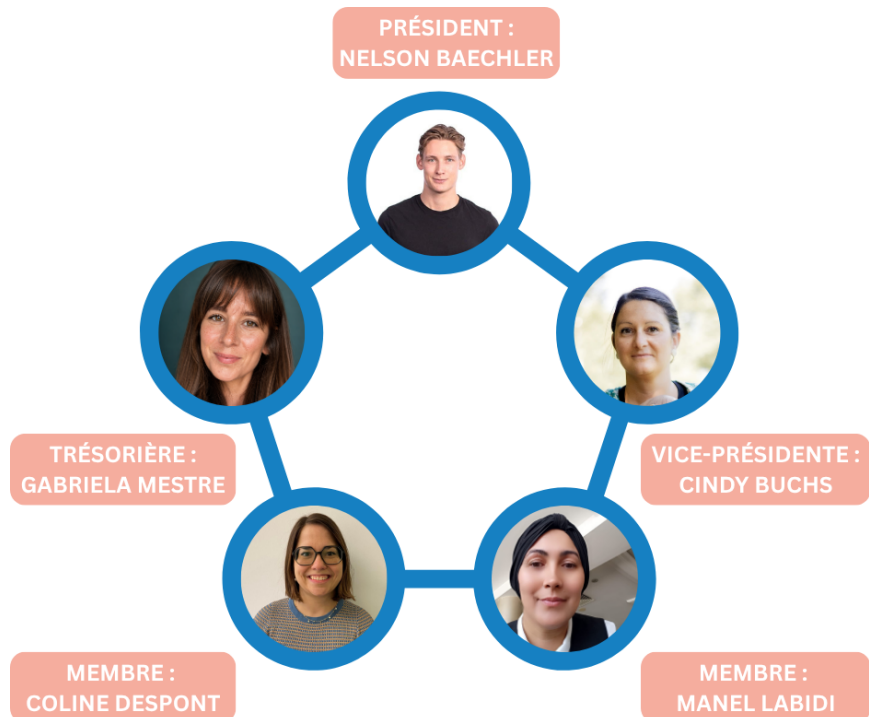 PRÉSIDENT :
NELSON BAECHLER
TRÉSORIÈRE :
GABRIELA MESTRE
VICE-PRÉSIDENTE :
CINDY BUCHS
MEMBRE :
COLINE DESPONT
MEMBRE :
MANEL LABIDI